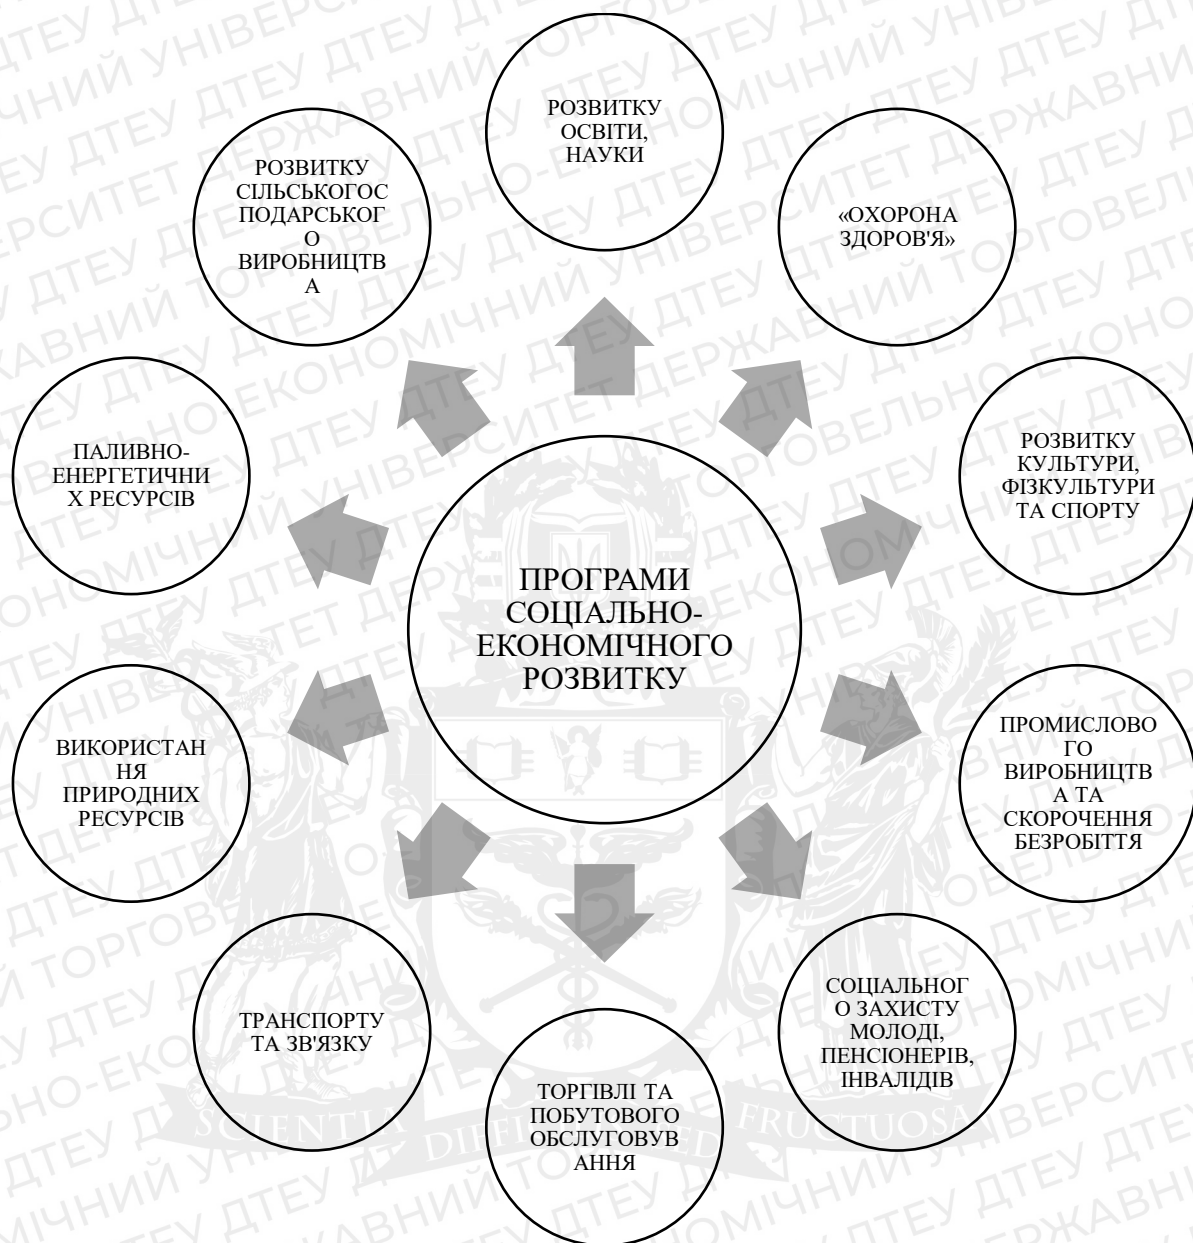 РОЗВИТКУ
ОСВІТИ,
НАУКИ
«ОХОРОНА
ЗДОРОВ'Я»
РОЗВИТКУ
КУЛЬТУРИ,
ФІЗКУЛЬТУРИ
ТА СПОРТУ
ПРОМИСЛОВО
ГО
ВИРОБНИЦТВ
А ТА
СКОРОЧЕННЯ
БЕЗРОБІТТЯ
СОЦІАЛЬНОГ
О ЗАХИСТУ
МОЛОДІ,
ПЕНСІОНЕРІВ,
ІНВАЛІДІВ
ТОРГІВЛІ ТА
ПОБУТОВОГО
ОБСЛУГОВУВ
АННЯ
ТРАНСПОРТУ
ТА ЗВ'ЯЗКУ
ВИКОРИСТАН
НЯ
ПРИРОДНИХ
РЕСУРСІВ
ПАЛИВНО-
ЕНЕРГЕТИЧНИ
Х РЕСУРСІВ
РОЗВИТКУ
СІЛЬСЬКОГОС
ПОДАРСЬКОГ
О
ВИРОБНИЦТВ
А
ПРОГРАМИ
СОЦІАЛЬНО-
ЕКОНОМІЧНОГО
РОЗВИТКУ
SCIENTIA
FRUCTUOSA